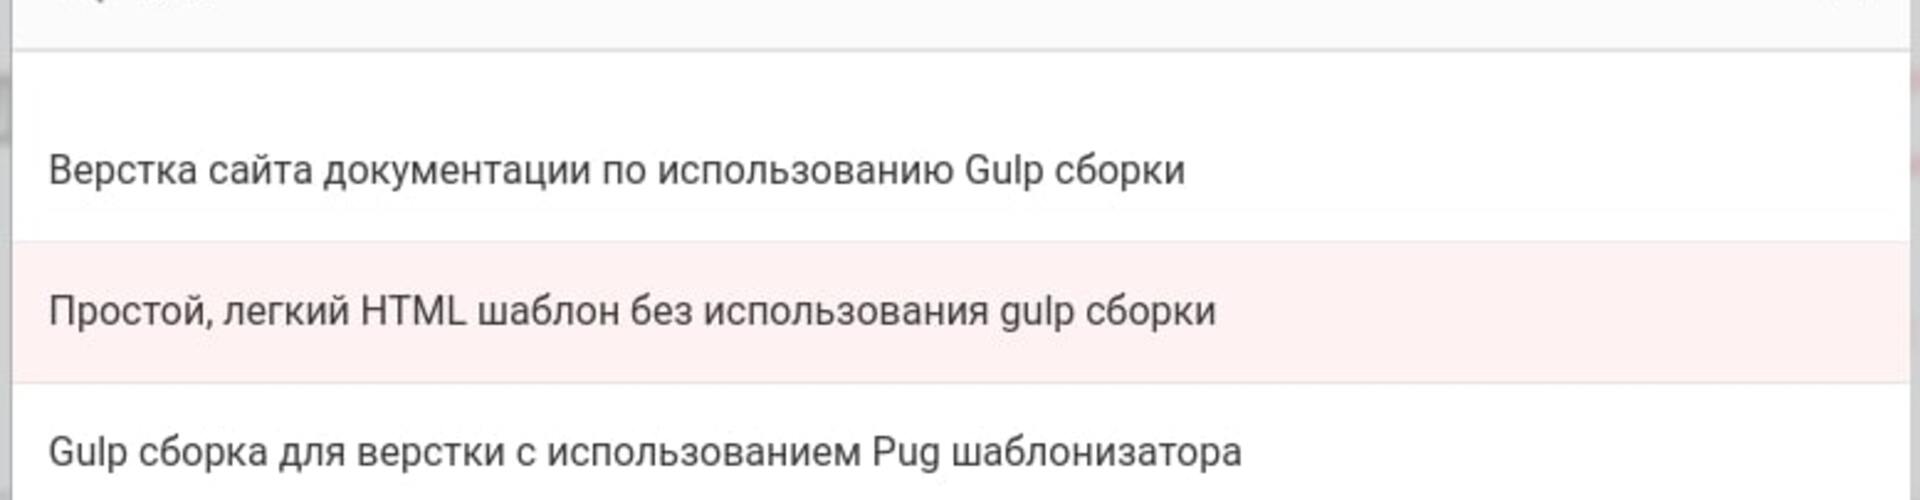 Верстка сайта документации по использованию Gulp сборки
Простой, легкий HTML шаблон без использования gulp сборки
Gulp сборка для верстки с использованием Pug шаблонизатора